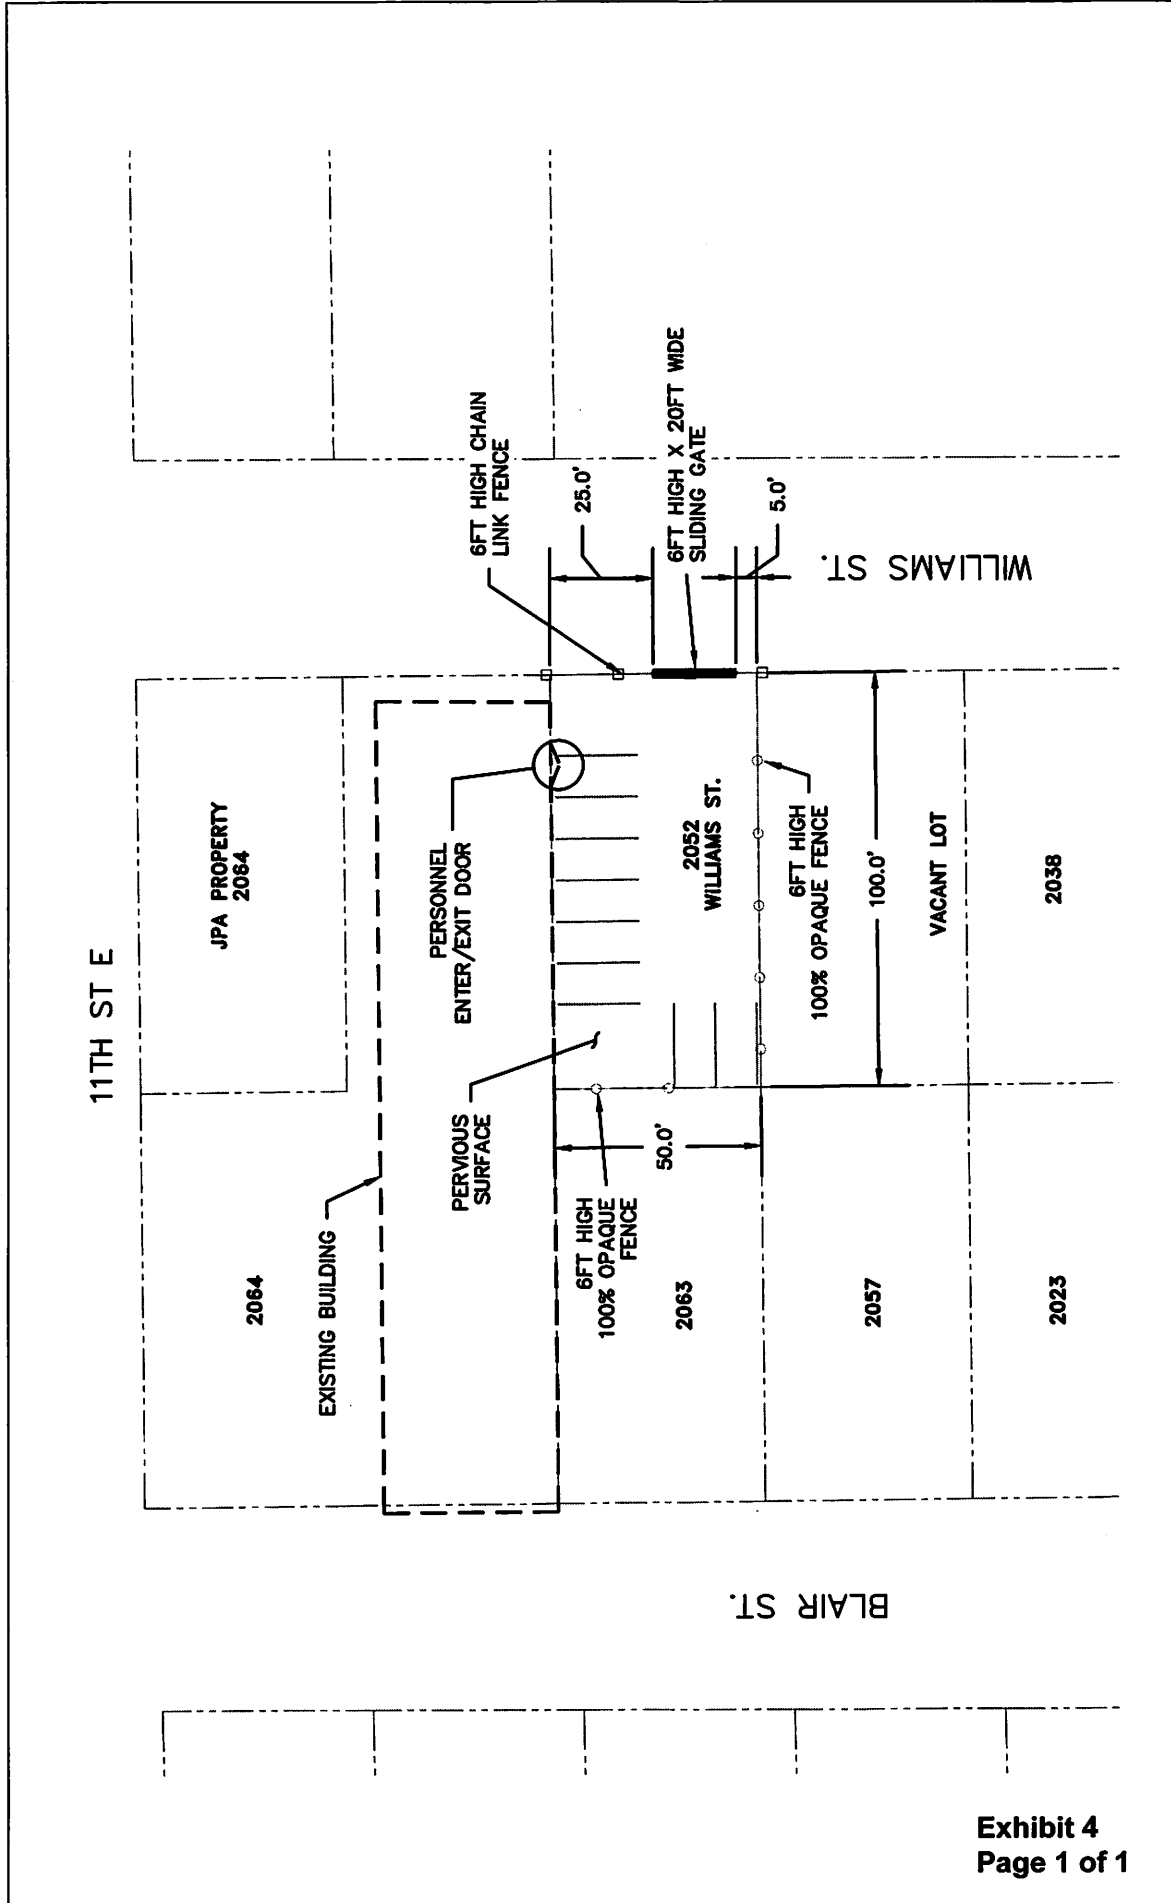 11TH ST E
JPA PROPERTY
2064
2064
EXISTING BUILDING
PERSONNEL
ENTER/EXIT DOOR
PERVIOUS
SURFACE
6FT HIGH CHAIN
LINK FENCE
25.0'
6FT HIGH X 20FT WIDE
SLIDING GATE
5.0'
WILLIAMS ST.
2052
WILLIAMS ST.
6FT HIGH
100% OPAQUE FENCE
100.0'
VACANT LOT
2038
50.0'
6FT HIGH
100% OPAQUE
FENCE
2063
2057
2023
BLAIR ST.
Exhibit 4
Page 1 of 1